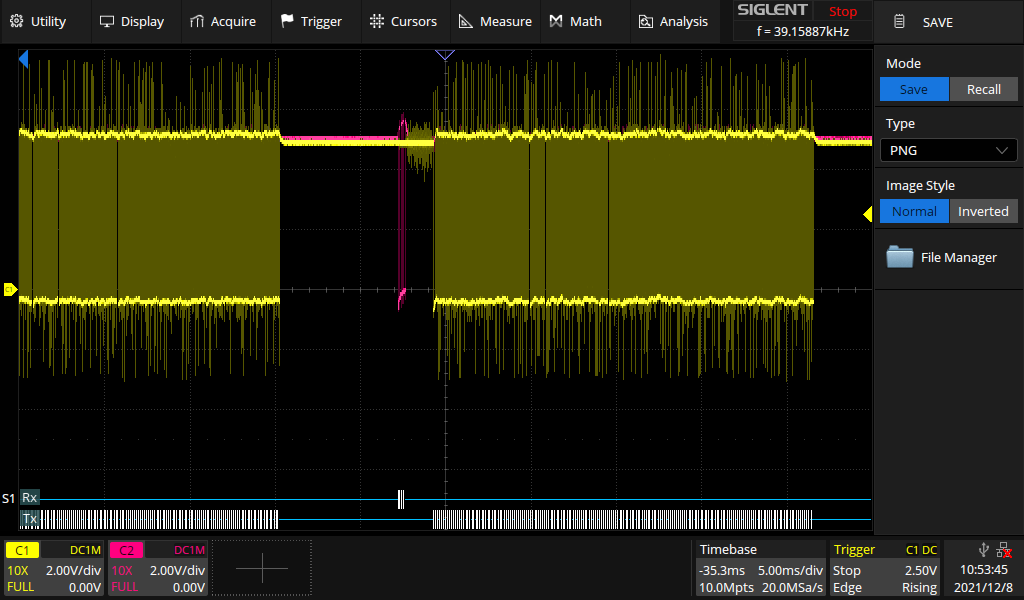 Utility Display Acquire Trigger Cursors Measure Math Analysis
SIGLENT Stop
f = 39.15887kHz
SAVE
Mode
Save Recall
Type
PNG
Image Style
Normal Inverted
File Manager
C1
S1 Rx
Tx
C1 DC1M
10X 2.00V/div
FULL 0.00V
C2 DC1M
10X 2.00V/div
FULL 0.00V
Timebase
-35.3ms 5.00ms/div
10.0Mpts 20.0MSa/s
Trigger C1 DC
Stop 2.50V
Edge Rising
10:53:45
2021/12/8